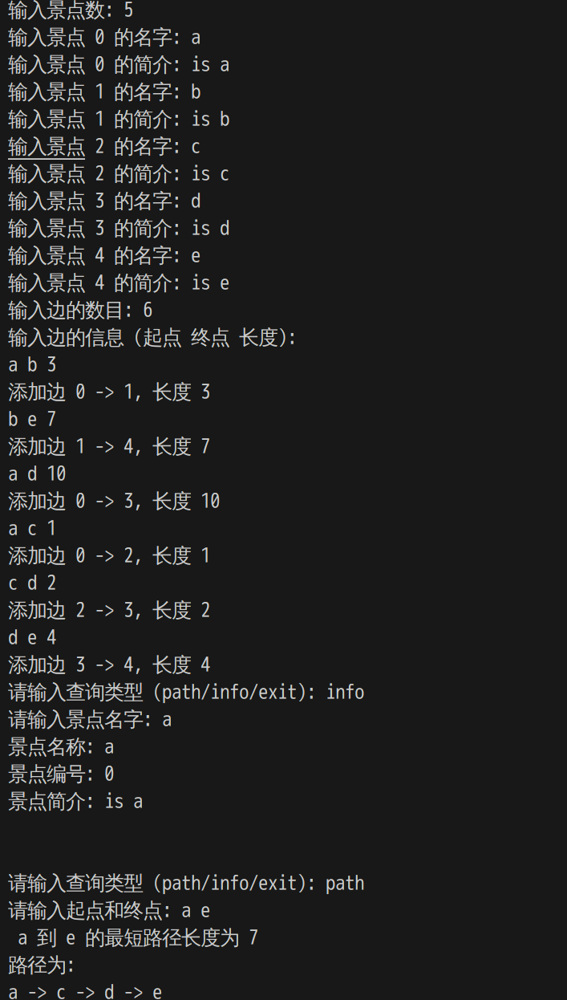 输入景点数: 5
输入景点 0 的名字: a
输入景点 0 的简介: is a
输入景点 1 的名字: b
输入景点 1 的简介: is b
输入景点 2 的名字: c
输入景点 2 的简介: is c
输入景点 3 的名字: d
输入景点 3 的简介: is d
输入景点 4 的名字: e
输入景点 4 的简介: is e
输入边的数目: 6
输入边的信息（起点 终点 长度）:
a b 3
添加边 0 -> 1, 长度 3
b e 7
添加边 1 -> 4, 长度 7
a d 10
添加边 0 -> 3, 长度 10
a c 1
添加边 0 -> 2, 长度 1
c d 2
添加边 2 -> 3, 长度 2
d e 4
添加边 3 -> 4, 长度 4
请输入查询类型（path/info/exit）: info
请输入景点名字: a
景点名称: a
景点编号: 0
景点简介: is a
请输入查询类型（path/info/exit）: path
请输入起点和终点: a e
a 到 e 的最短路径长度为 7
路径为:
a -> c -> d -> e